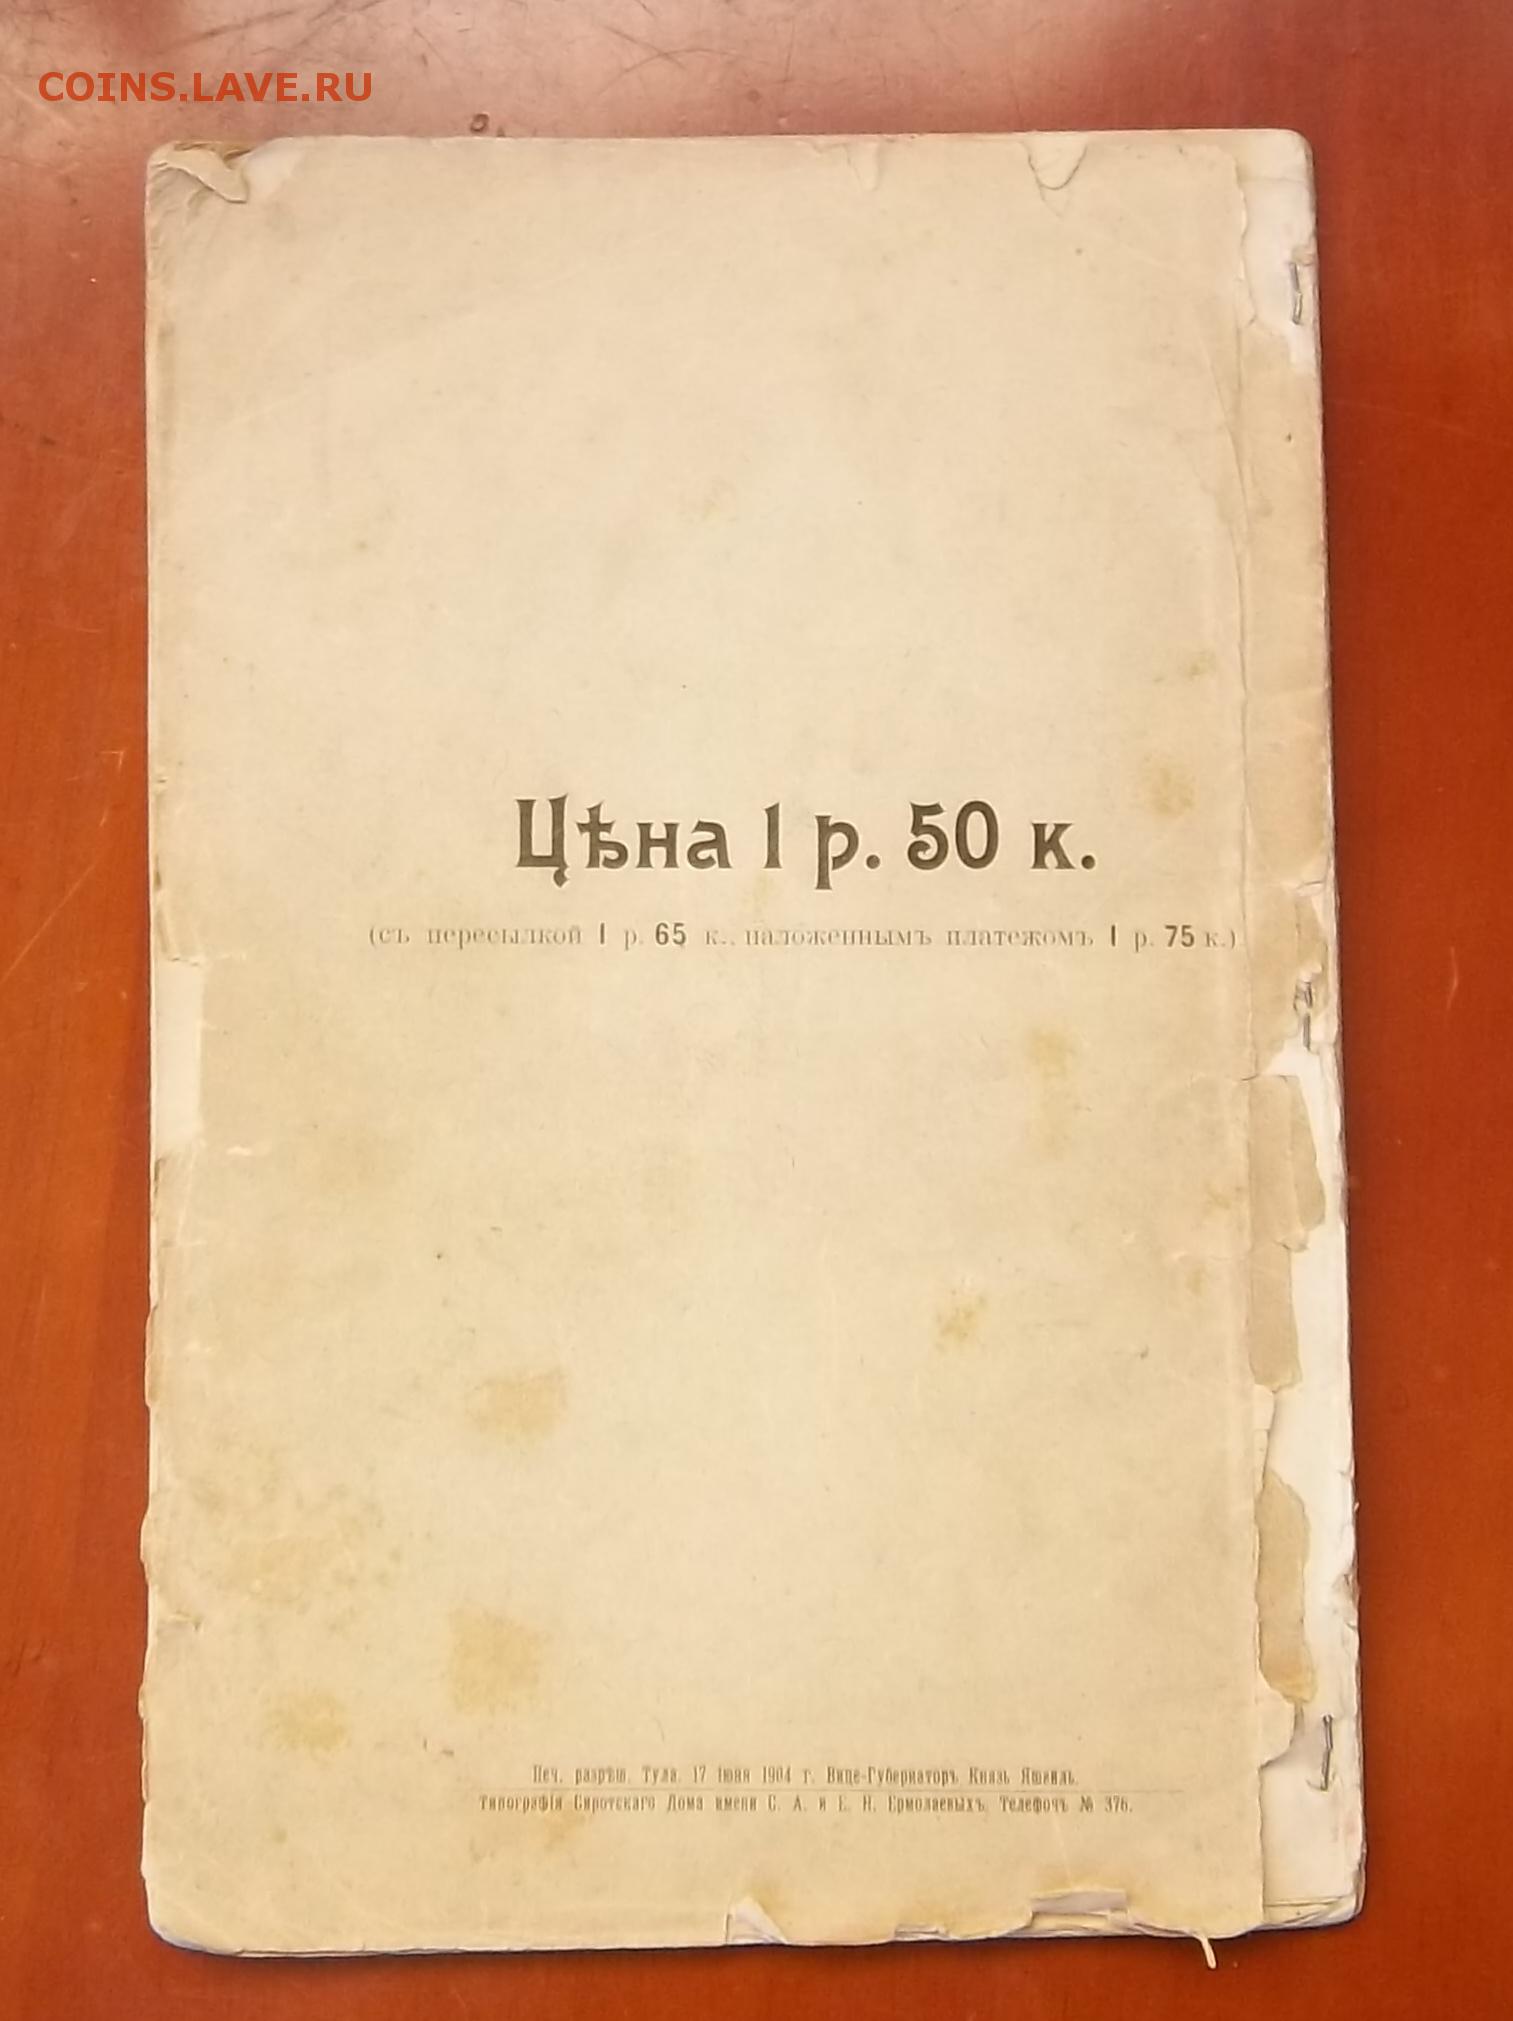 COINS.LAVE.RU
Цѣна 1 р. 50 к.
(съ пересылкой 1 р. 65 к., наложеннымъ платежомъ 1 р. 75 к.)
Печ. разрѣш. Тула. 17 іюня 1904 г. Вице-Губернаторъ Князь Яшвиль.
Типографія Сиротскаго Дома имени С. А. и Е. Н. Ермолаевыхъ. Телефонъ № 376.